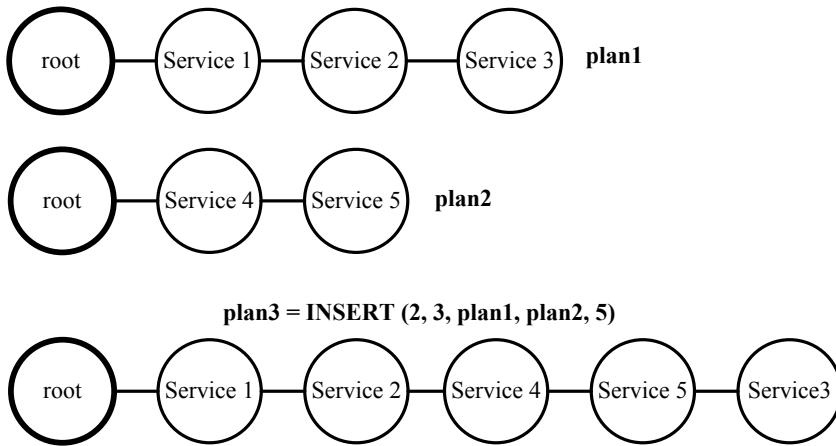 root Service 1 Service 2 Service 3 plan1
root Service 4 Service 5 plan2
plan3 = INSERT (2, 3, plan1, plan2, 5)
root Service 1 Service 2 Service 4 Service 5 Service3